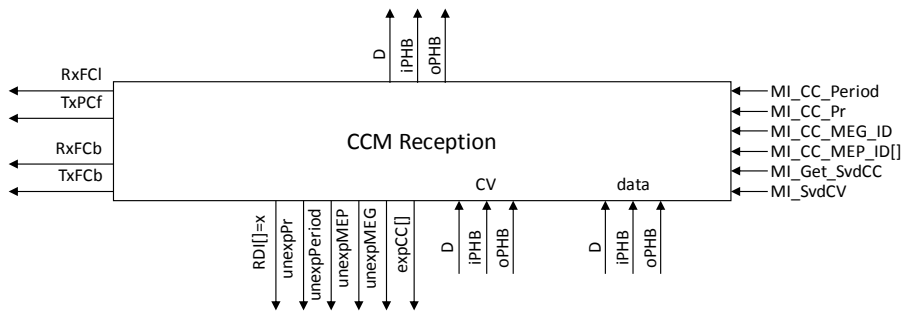 D
iPHB
oPHB
RxFCl
TxPCf
RxFCb
TxFCb
CCM Reception
CV
data
MI_CC_Period
MI_CC_Pr
MI_CC_MEG_ID
MI_CC_MEP_ID[]
MI_Get_SvdCC
MI_SvdCV
RDI[]=x
unexpPr
unexpPeriod
unexpMEP
unexpMEG
expCC[]
D
iPHB
oPHB
D
iPHB
oPHB